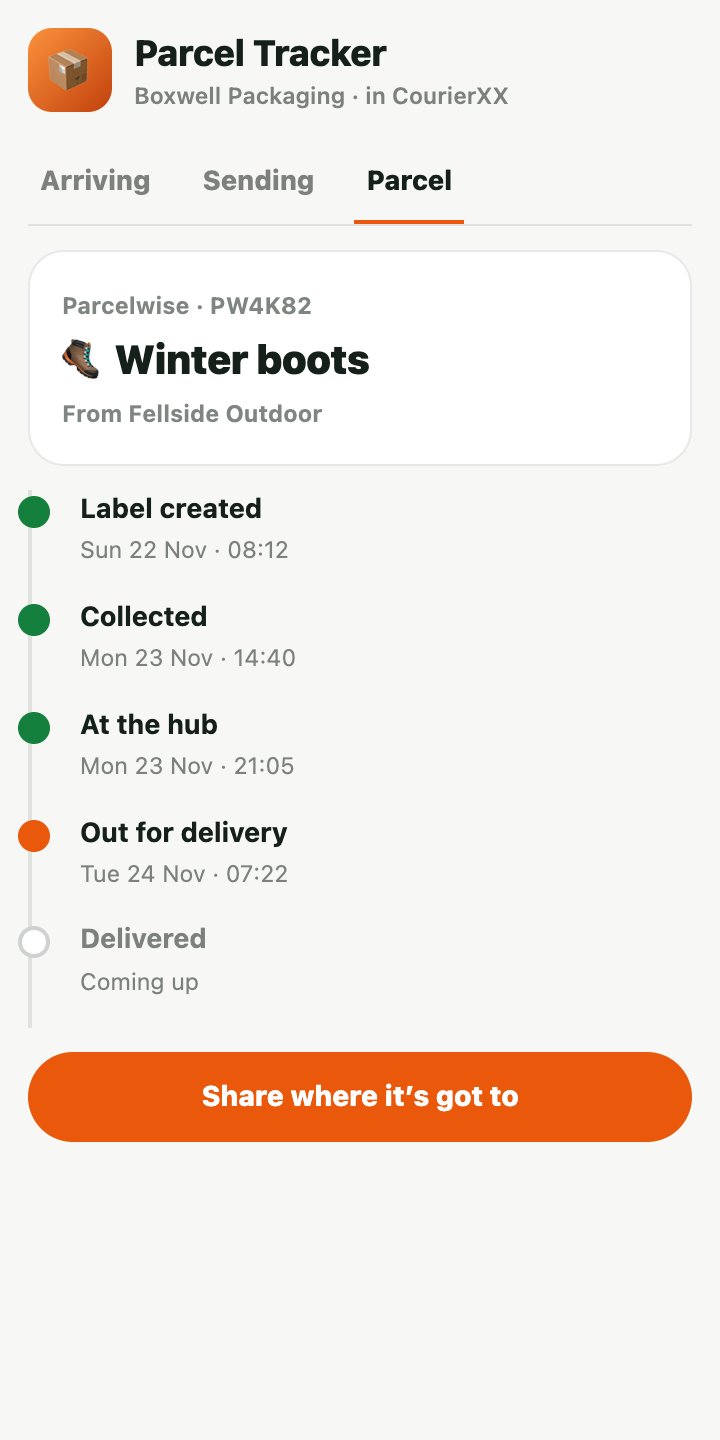 Parcel Tracker
Boxwell Packaging · in CourierXX
Arriving Sending Parcel
Parcelwise · PW4K82
Winter boots
From Fellside Outdoor
Label created
Sun 22 Nov · 08:12
Collected
Mon 23 Nov · 14:40
At the hub
Mon 23 Nov · 21:05
Out for delivery
Tue 24 Nov · 07:22
Delivered
Coming up
Share where it’s got to